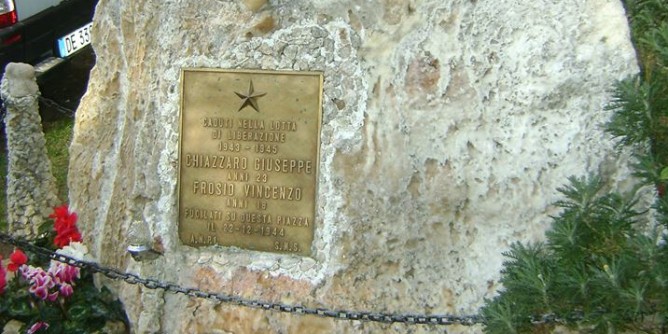 DE 33
CADUTI NELLA LOTTA
DI LIBERAZIONE
1943 - 1945
CHIAZZARO GIUSEPPE
ANNI 23
FROSIO VINCENZO
ANNI 19
FUCILATI SU QUESTA PIAZZA
IL 22-12-1944
A.N.P.I. G.M.S.